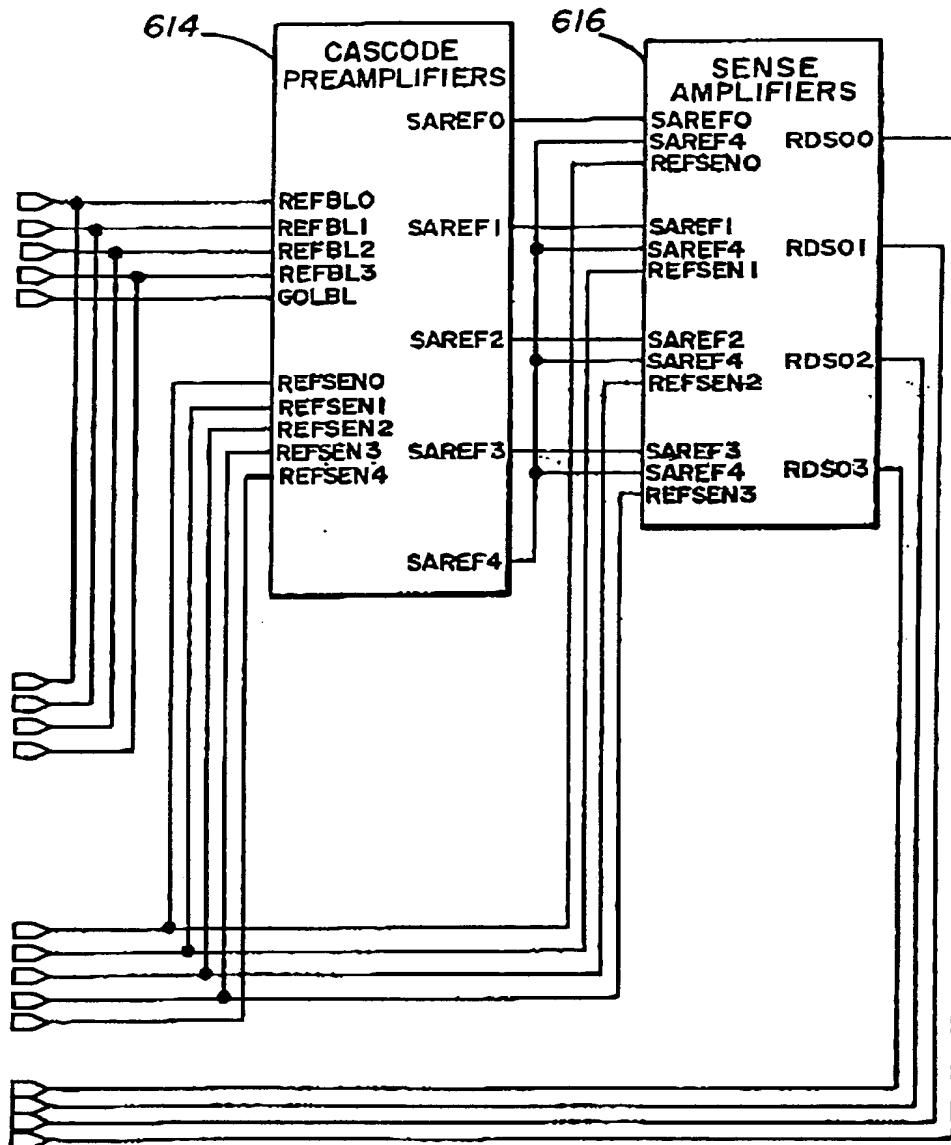 614
616
CASCODE
PREAMPLIFIERS
SAREF0
REFBL0
REFBL1
REFBL2
REFBL3
GOLBL
SAREF1
SAREF2
REFSEN0
REFSEN1
REFSEN2
REFSEN3
REFSEN4
SAREF3
SAREF4
SENSE
AMPLIFIERS
SAREF0
SAREF4
REFSEN0
RDS00
SAREF1
SAREF4
REFSEN1
RDS01
SAREF2
SAREF4
REFSEN2
RDS02
SAREF3
SAREF4
REFSEN3
RDS03